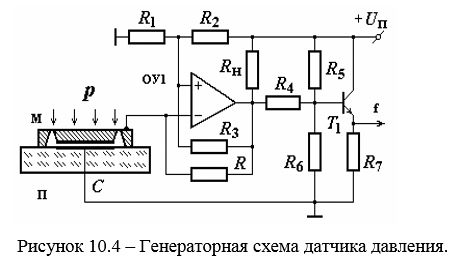 R1 R2 + Uп
Rн
ОУ1 R4 R5
p +
м − T1 f
R3
R6 R7
R
п C
Рисунок 10.4 – Генераторная схема датчика давления.